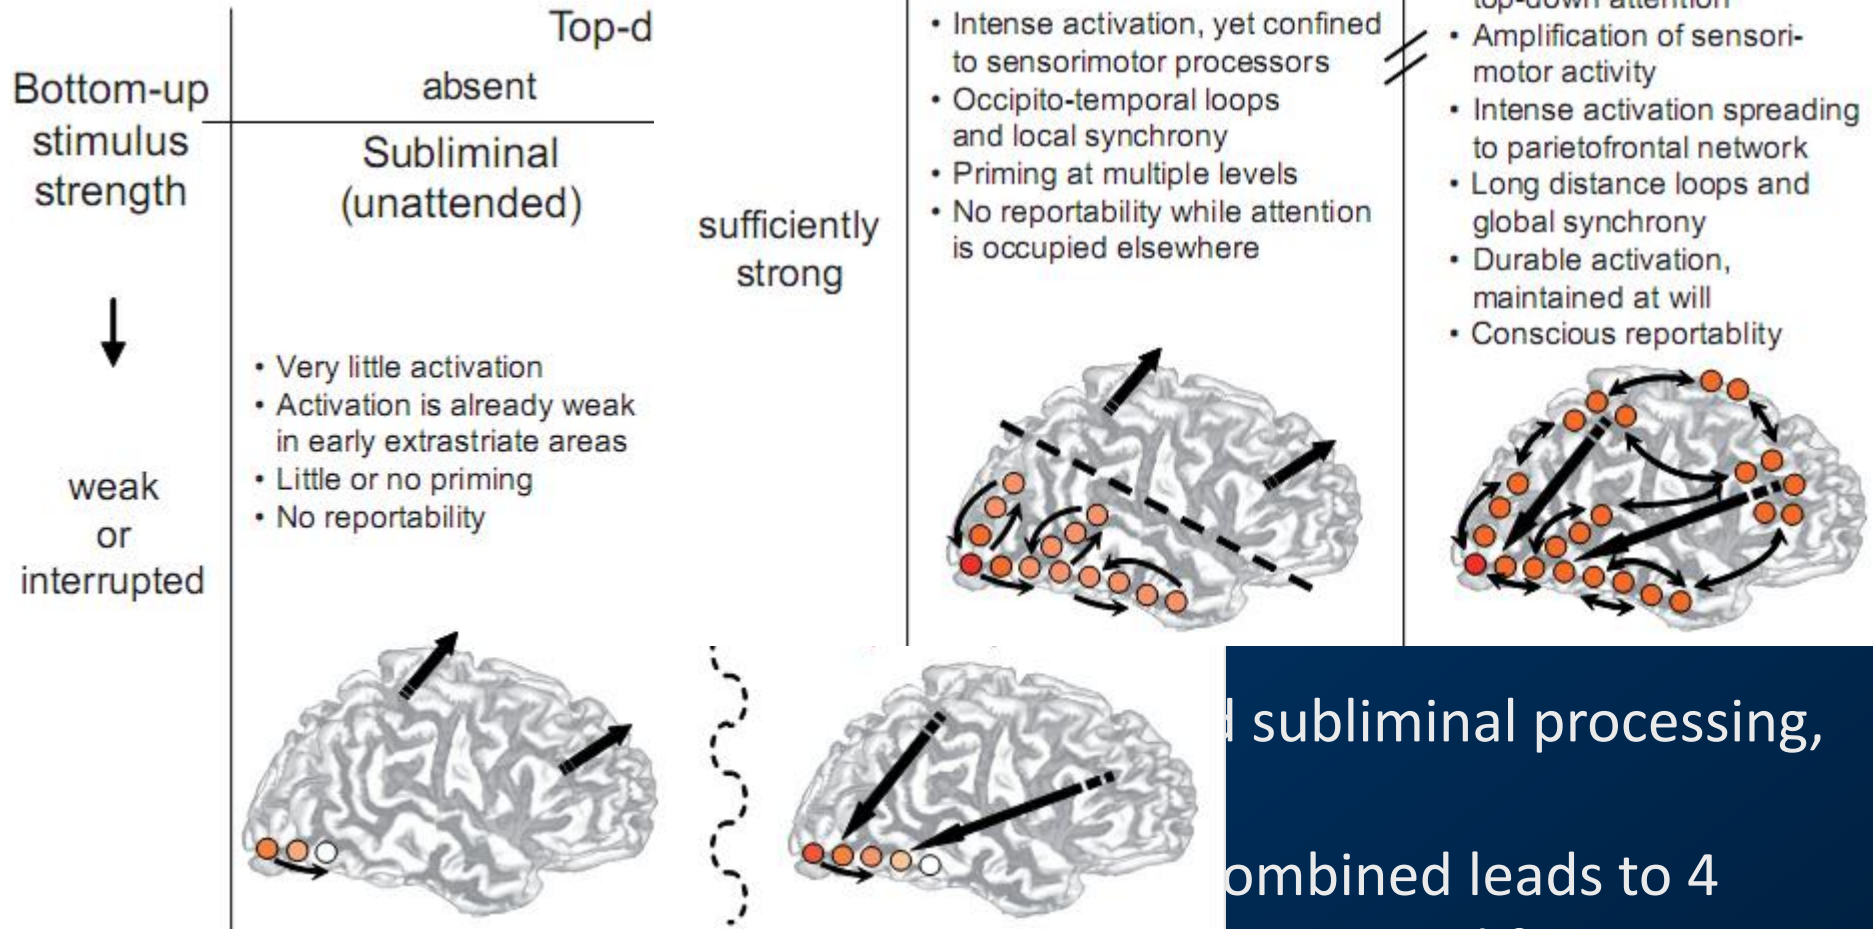 Top-d
absent
Bottom-up
stimulus
strength
Subliminal
(unattended)
weak
or
interrupted
• Very little activation
• Activation is already weak
in early extrastriate areas
• Little or no priming
• No reportability
sufficiently
strong
• Intense activation, yet confined
to sensorimotor processors
• Occipito-temporal loops
and local synchrony
• Priming at multiple levels
• No reportability while attention
is occupied elsewhere
top-down attention
• Amplification of sensori-
motor activity
• Intense activation spreading
to parietofrontal network
• Long distance loops and
global synchrony
• Durable activation,
maintained at will
• Conscious reportablity
subliminal processing,
ombined leads to 4